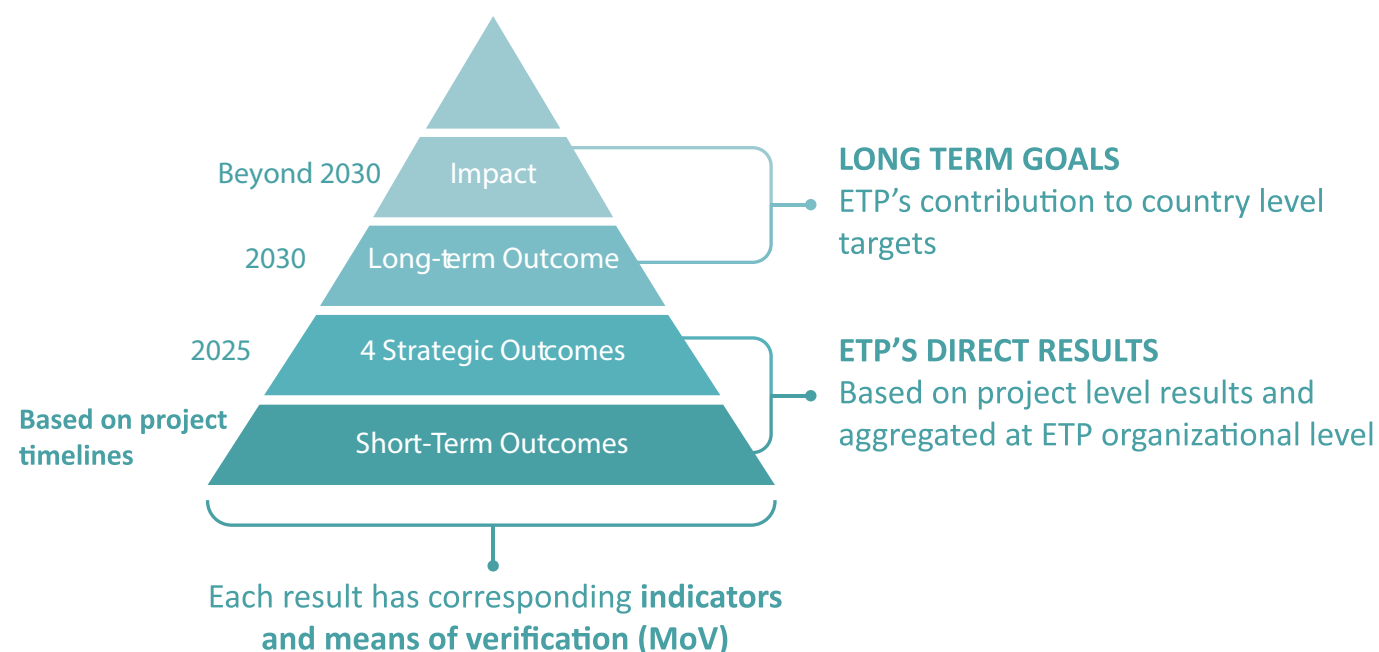 Beyond 2030
Impact
2030
Long-term Outcome
2025
4 Strategic Outcomes
Based on project
timelines
Short-Term Outcomes
LONG TERM GOALS
ETP's contribution to country level
targets
ETP'S DIRECT RESULTS
Based on project level results and
aggregated at ETP organizational level
Each result has corresponding indicators
and means of verification (MoV)